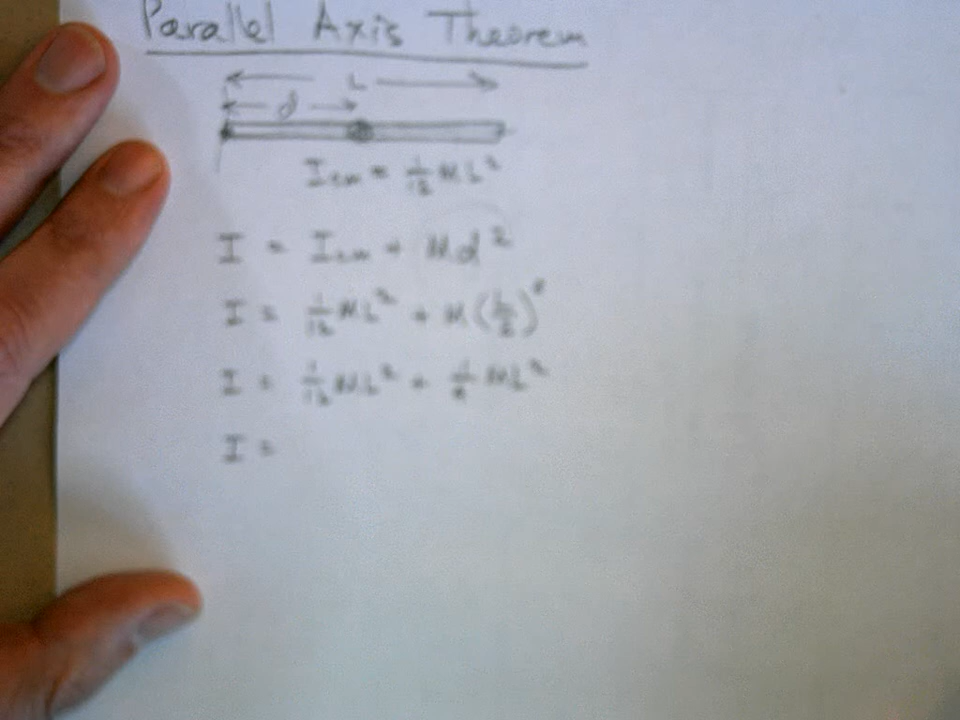 Parallel Axis Theorem
L
d
Icm = 1/12 ML²
I = Icm + Md²
I = 1/12 ML² + M(L/2)²
I = 1/12 ML² + 1/4 ML²
I =